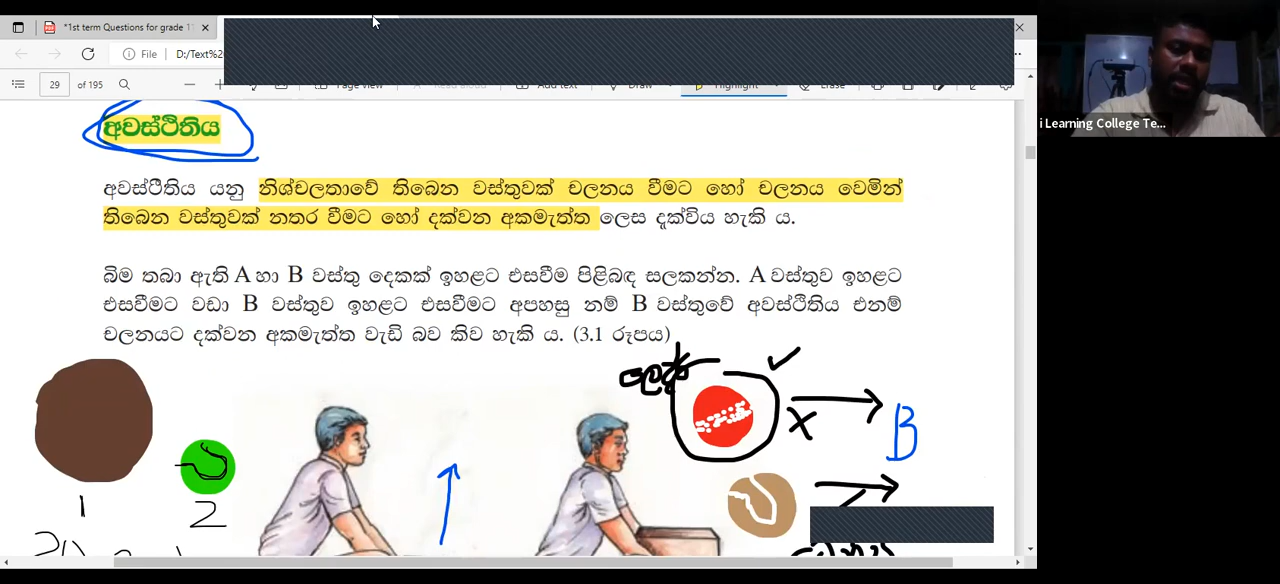 *1st term Questions for grade 1
File
D:/Text%2
29 of 195
Page view
Read aloud
Add text
Draw
Highlight
Erase
i Learning College Te...
අවස්ථිතිය
අවස්ථිතිය යනු නිශ්චලතාවේ තිබෙන වස්තුවක් චලනය වීමට හෝ චලනය වෙමින්
තිබෙන වස්තුවක් නතර වීමට හෝ දක්වන අකමැත්ත ලෙස දැක්විය හැකි ය.
බිම තබා ඇති A හා B වස්තු දෙකක් ඉහළට එසවීම පිළිබඳ සලකන්න. A වස්තුව ඉහළට
එසවීමට වඩා B වස්තුව ඉහළට එසවීමට අපහසු නම් B වස්තුවේ අවස්ථිතිය එනම්
චලනයට දක්වන අකමැත්ත වැඩි බව කිව හැකි ය. (3.1 රූපය)
X
B
1
2